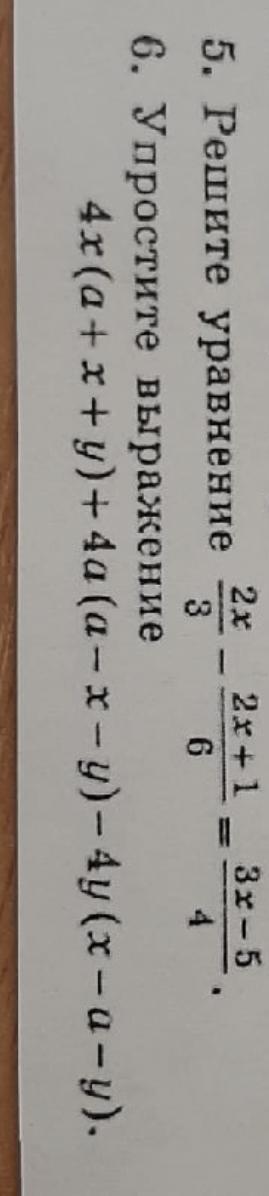 5. Решите уравнение 2x/3 − (2x+1)/6 = (3x−5)/4.
6. Упростите выражение
4x(a+x+y)+4a(a−x−y)−4y(x−a−y).